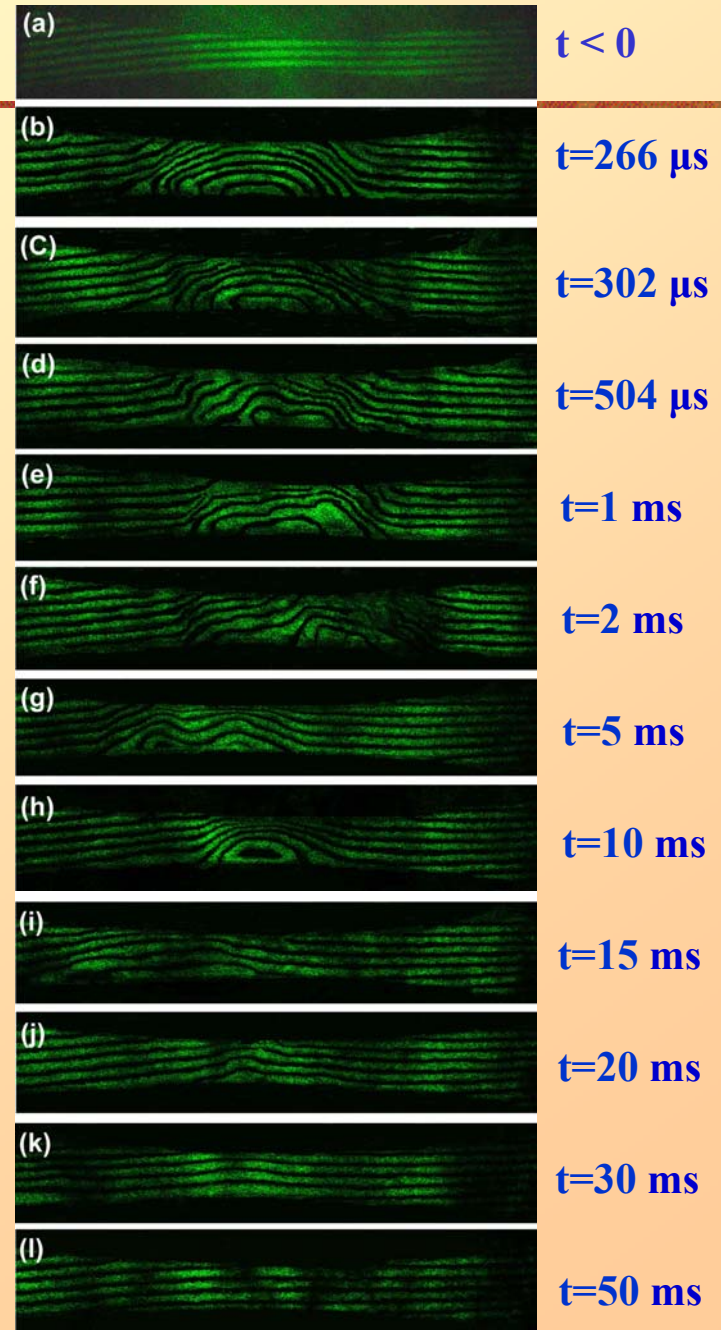 (a) t < 0
(b) t=266 μs
(C) t=302 μs
(d) t=504 μs
(e) t=1 ms
(f) t=2 ms
(g) t=5 ms
(h) t=10 ms
(i) t=15 ms
(j) t=20 ms
(k) t=30 ms
(l) t=50 ms